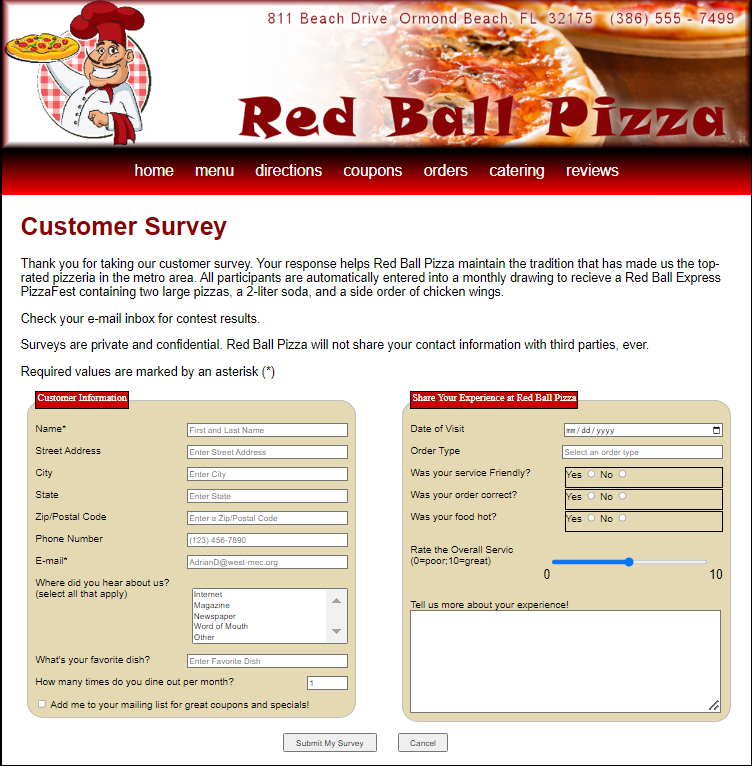 811 Beach Drive Ormond Beach, FL 32175 (386) 555 - 7499
Red Ball Pizza
home menu directions coupons orders catering reviews
Customer Survey
Thank you for taking our customer survey. Your response helps Red Ball Pizza maintain the tradition that has made us the top-
rated pizzeria in the metro area. All participants are automatically entered into a monthly drawing to recieve a Red Ball Express
PizzaFest containing two large pizzas, a 2-liter soda, and a side order of chicken wings.
Check your e-mail inbox for contest results.
Surveys are private and confidential. Red Ball Pizza will not share your contact information with third parties, ever.
Required values are marked by an asterisk (*)
Customer Information
Name* First and Last Name
Street Address Enter Street Address
City Enter City
State Enter State
Zip/Postal Code Enter a Zip/Postal Code
Phone Number (123) 456-7890
E-mail* AdrianD@west-mec.org
Where did you hear about us?
(select all that apply)
Internet
Magazine
Newspaper
Word of Mouth
Other
What's your favorite dish? Enter Favorite Dish
How many times do you dine out per month? 1
Add me to your mailing list for great coupons and specials!
Share Your Experience at Red Ball Pizza
Date of Visit mm/dd/yyyy
Order Type Select an order type
Was your service Friendly? Yes No
Was your order correct? Yes No
Was your food hot? Yes No
Rate the Overall Servic
(0=poor;10=great)
0 10
Tell us more about your experience!
Submit My Survey Cancel